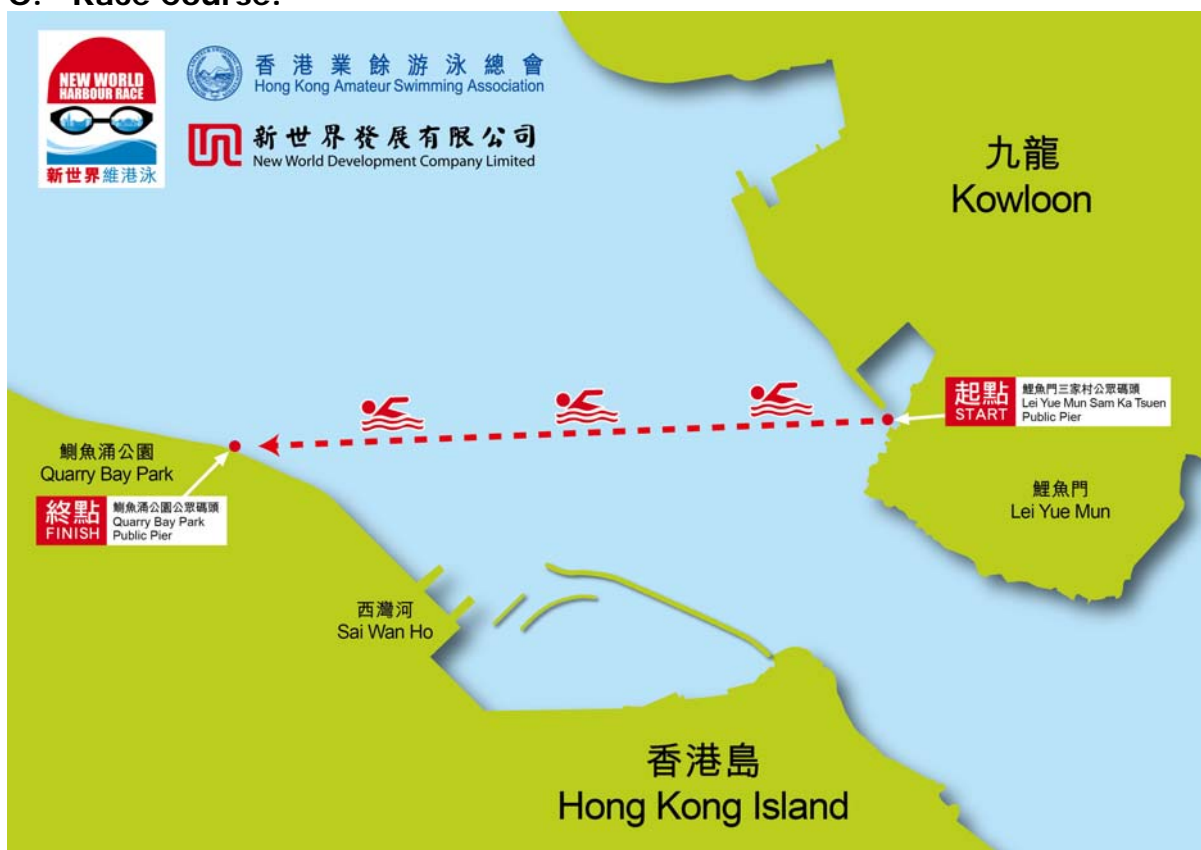 Race course:
NEW WORLD
HARBOUR RACE
新世界維港泳
香港業餘游泳總會
Hong Kong Amateur Swimming Association
新世界發展有限公司
New World Development Company Limited
九龍
Kowloon
起點
START
鯉魚門三家村公眾碼頭
Lei Yue Mun Sam Ka Tsuen
Public Pier
鰂魚涌公園
Quarry Bay Park
終點
FINISH
鰂魚涌公園公眾碼頭
Quarry Bay Park
Public Pier
鯉魚門
Lei Yue Mun
西灣河
Sai Wan Ho
香港島
Hong Kong Island